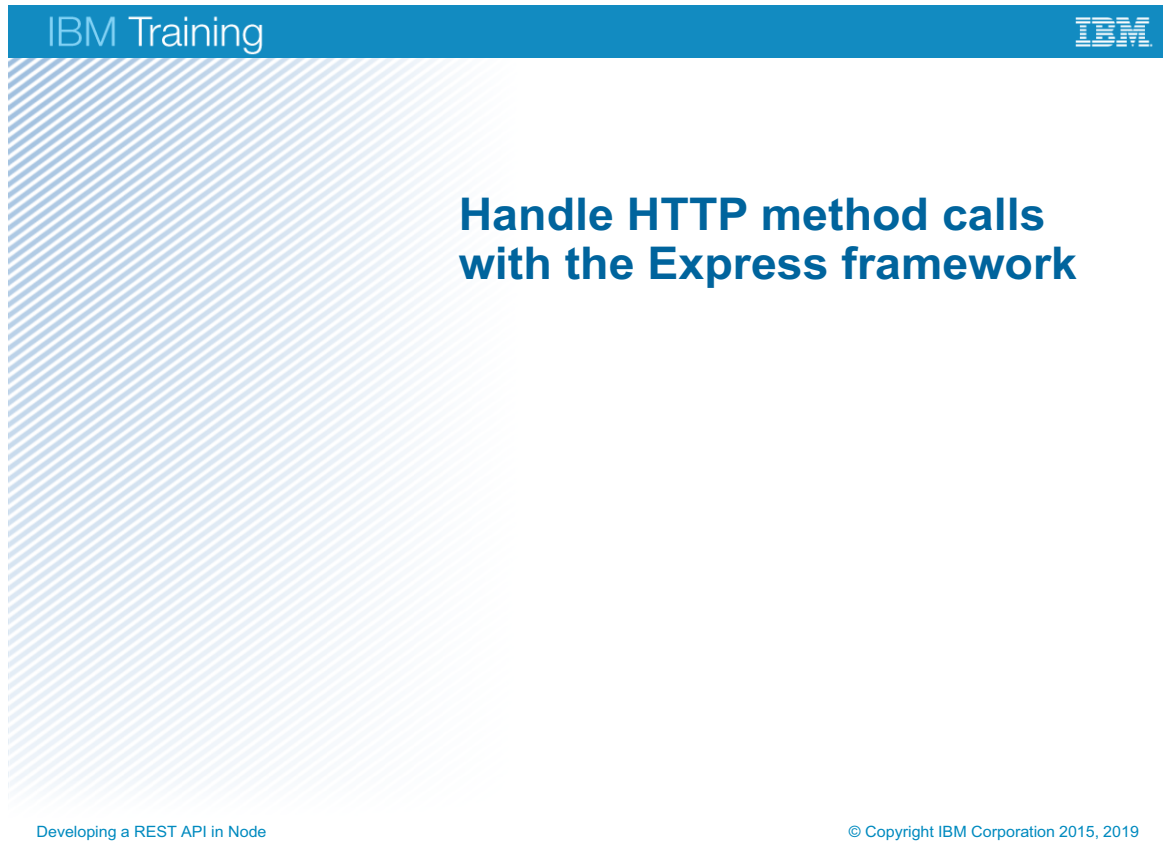 IBM Training
IBM
Handle HTTP method calls
with the Express framework
Developing a REST API in Node
© Copyright IBM Corporation 2015, 2019